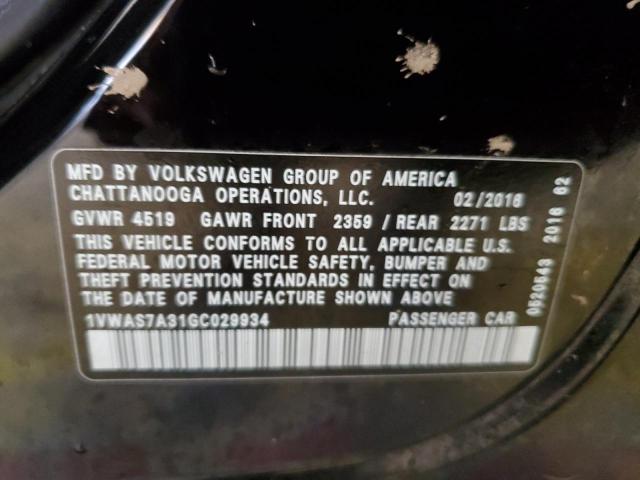 MFD BY VOLKSWAGEN GROUP OF AMERICA
CHATTANOOGA OPERATIONS, LLC. 02/2016
GVWR 4519 GAWR FRONT 2359 / REAR 2271 LBS
THIS VEHICLE CONFORMS TO ALL APPLICABLE U.S.
FEDERAL MOTOR VEHICLE SAFETY, BUMPER AND
THEFT PREVENTION STANDARDS IN EFFECT ON
THE DATE OF MANUFACTURE SHOWN ABOVE
1VWAS7A31GC029934 PASSENGER CAR
0520543 2016 02